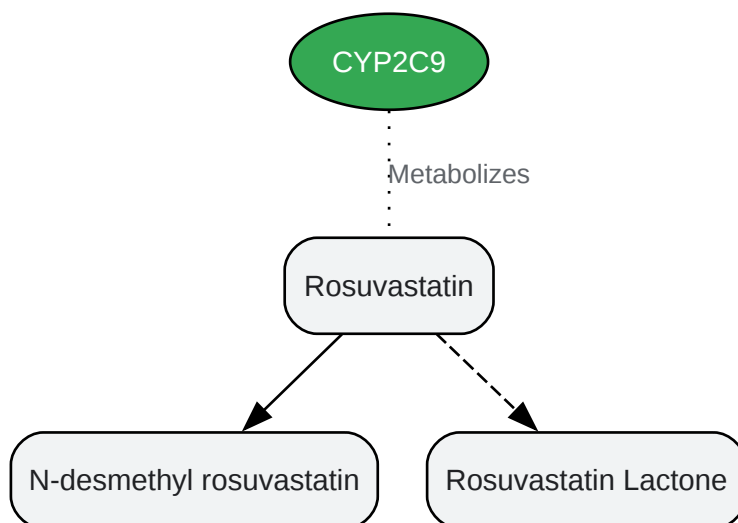 CYP2C9
Metabolizes
Rosuvastatin
N-desmethyl rosuvastatin
Rosuvastatin Lactone